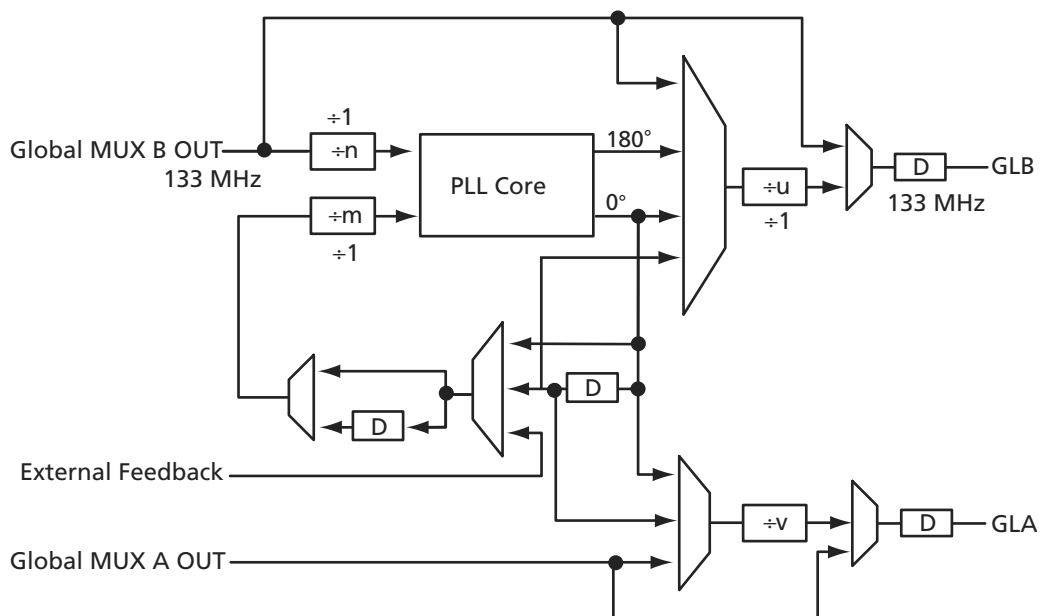 ÷1
Global MUX B OUT
÷n
180°
133 MHz
PLL Core
÷m
0°
÷1
÷u
÷1
D
GLB
133 MHz
D
D
External Feedback
÷v
D
GLA
Global MUX A OUT